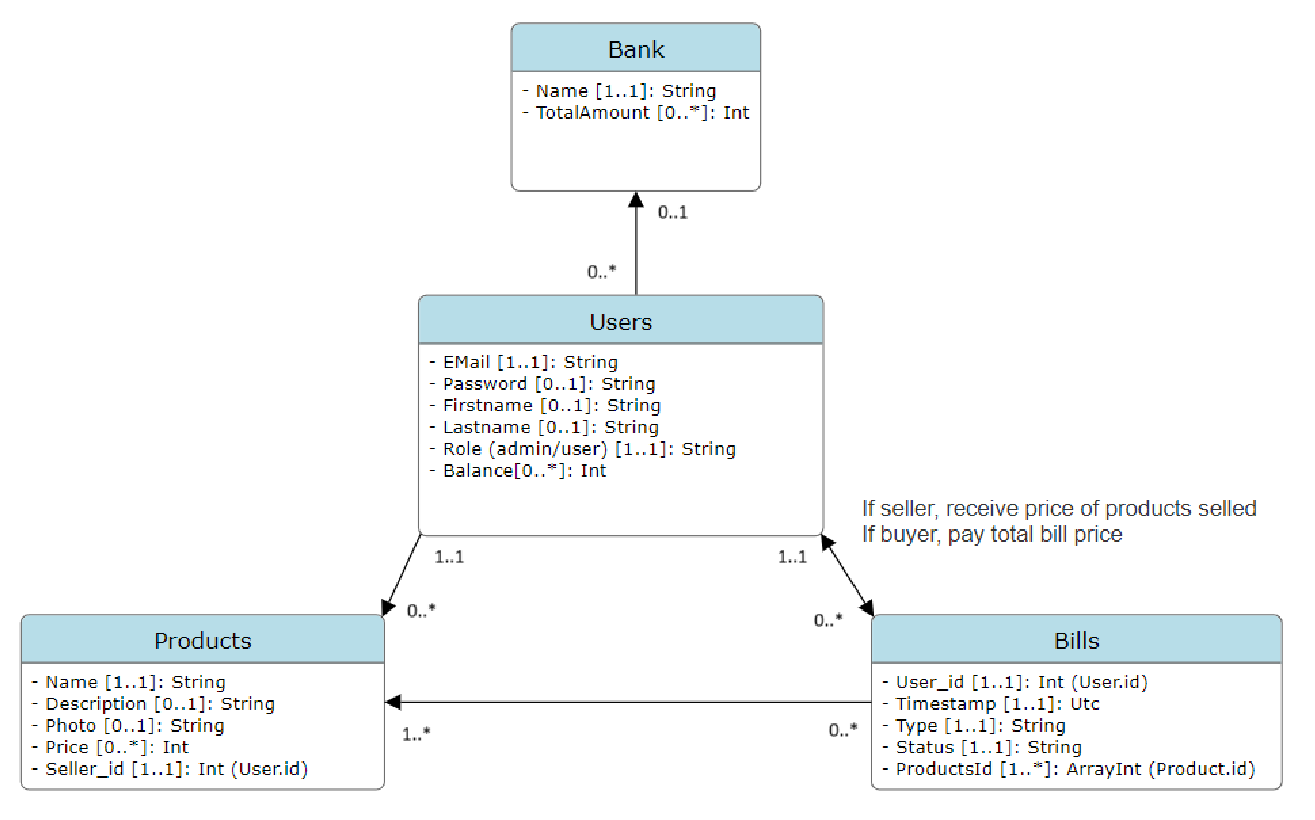 Bank
- Name [1..1]: String
- TotalAmount [0..*]: Int
0..1
0..*
Users
- EMail [1..1]: String
- Password [0..1]: String
- Firstname [0..1]: String
- Lastname [0..1]: String
- Role (admin/user) [1..1]: String
- Balance[0..*]: Int
If seller, receive price of products selled
If buyer, pay total bill price
1..1
1..1
0..*
0..*
Products
- Name [1..1]: String
- Description [0..1]: String
- Photo [0..1]: String
- Price [0..*]: Int
- Seller_id [1..1]: Int (User.id)
1..*
0..*
Bills
- User_id [1..1]: Int (User.id)
- Timestamp [1..1]: Utc
- Type [1..1]: String
- Status [1..1]: String
- ProductsId [1..*]: ArrayInt (Product.id)